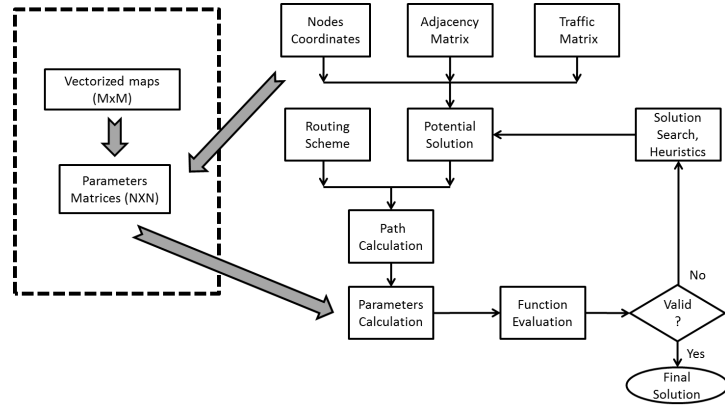 Nodes
Coordinates
Adjacency
Matrix
Traffic
Matrix
Vectorized maps
(MxM)
Routing
Scheme
Potential
Solution
Solution
Search,
Heuristics
Parameters
Matrices (NXN)
Path
Calculation
No
Parameters
Calculation
Function
Evaluation
Valid
?
Yes
Final
Solution